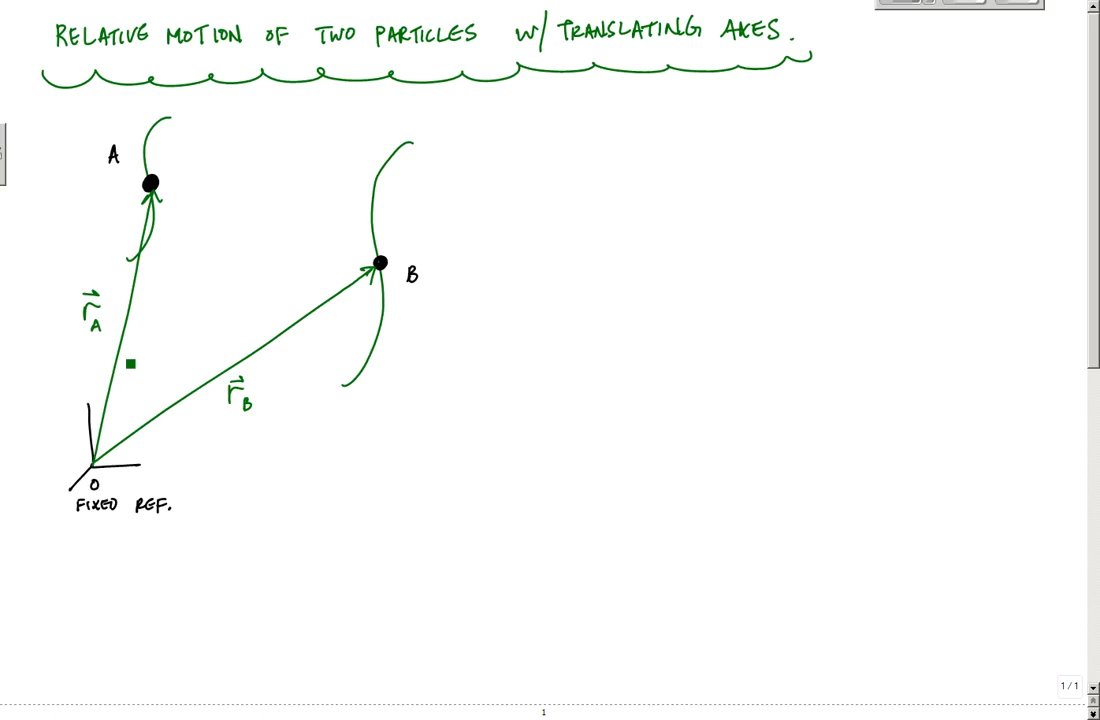 RELATIVE MOTION OF TWO PARTICLES W/ TRANSLATING AXES.
A
B
r⃗A
r⃗B
O
FIXED REF.
1 / 1
1